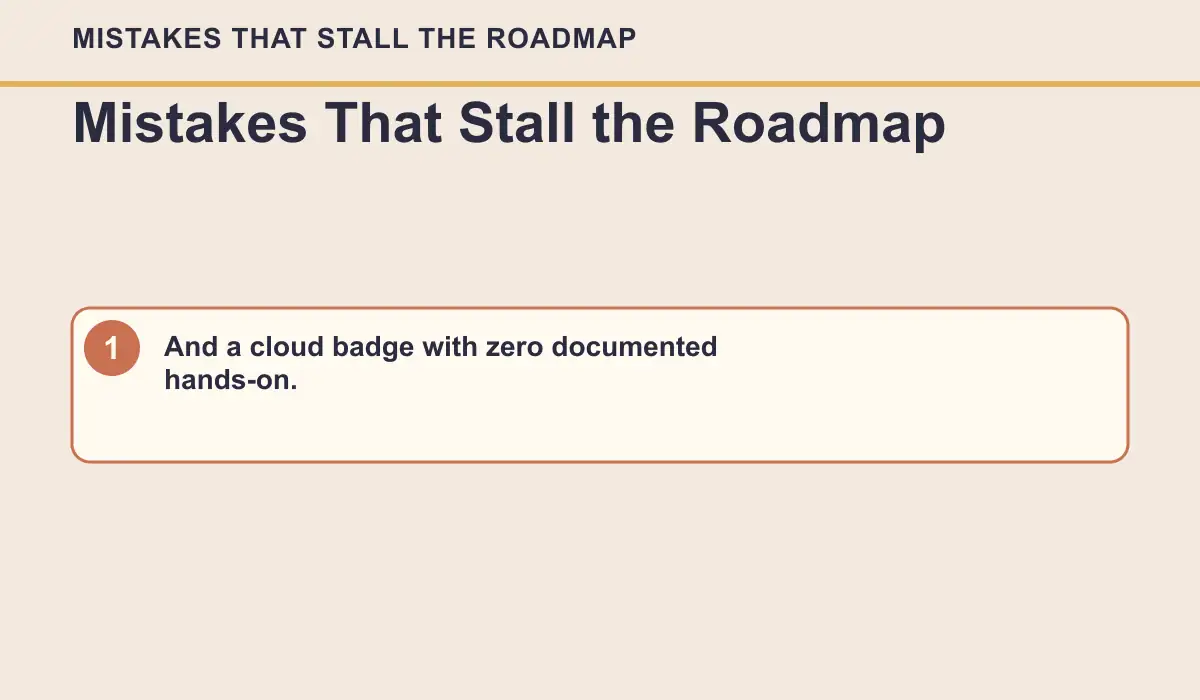 MISTAKES THAT STALL THE ROADMAP
Mistakes That Stall the Roadmap
1
And a cloud badge with zero documented
hands-on.